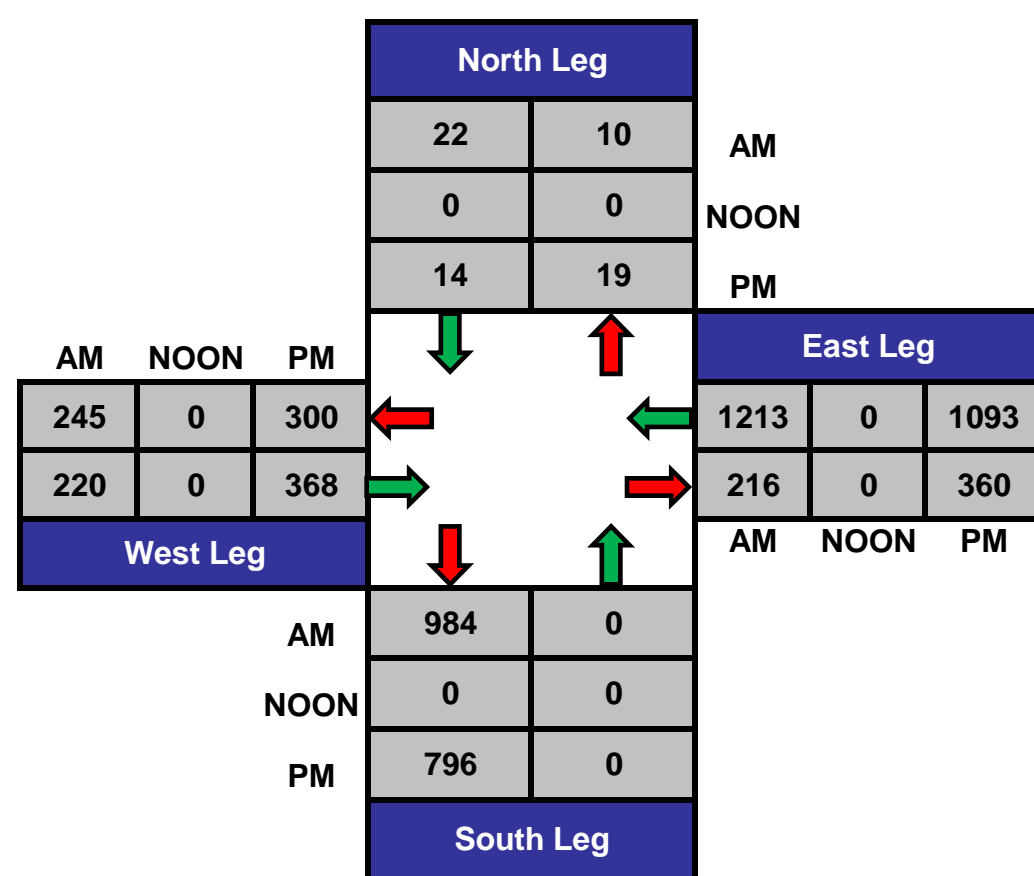 North Leg
22 10 AM
0 0 NOON
14 19 PM
East Leg
AM NOON PM
245 0 300
1213 0 1093
220 0 368
216 0 360
West Leg
AM NOON PM
AM 984 0
NOON 0 0
PM 796 0
South Leg